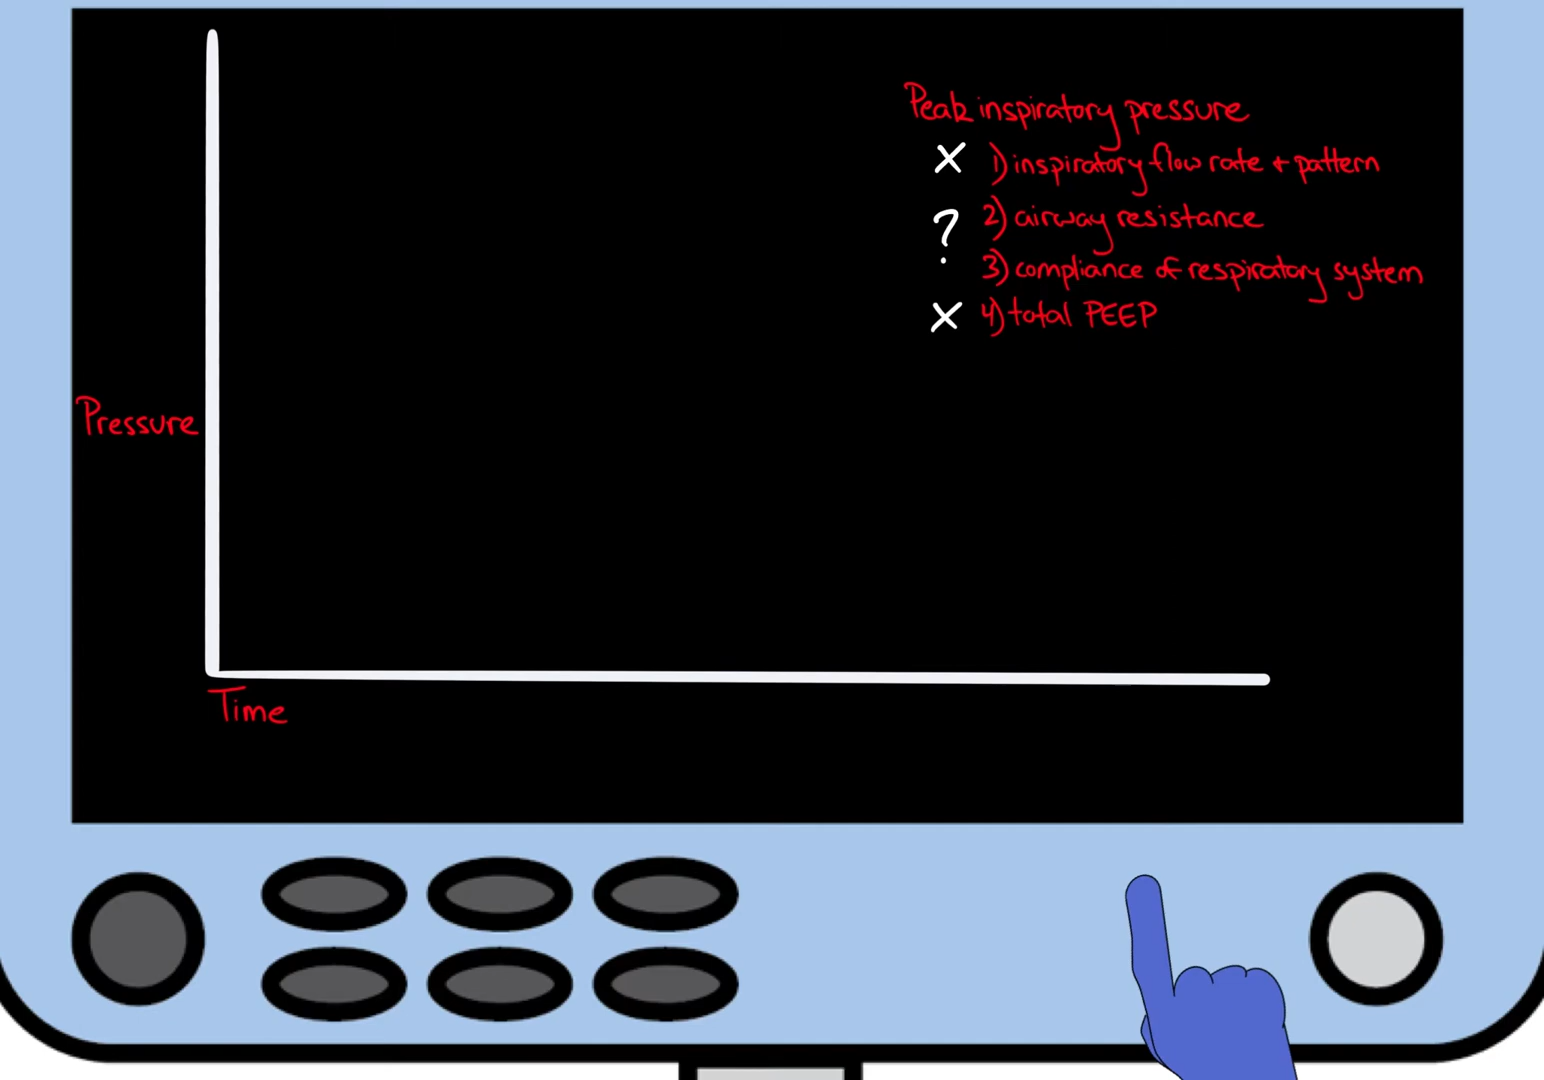 Peak inspiratory pressure
X 1) inspiratory flow rate + pattern
? 2) airway resistance
3) compliance of respiratory system
X 4) total PEEP
Pressure
Time